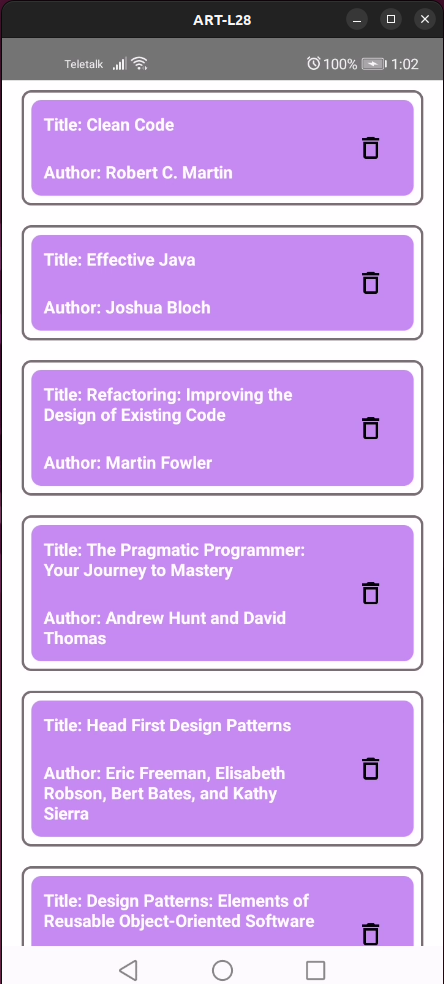 ART-L28
Teletalk 100% 1:02
Title: Clean Code
Author: Robert C. Martin
Title: Effective Java
Author: Joshua Bloch
Title: Refactoring: Improving the
Design of Existing Code
Author: Martin Fowler
Title: The Pragmatic Programmer:
Your Journey to Mastery
Author: Andrew Hunt and David
Thomas
Title: Head First Design Patterns
Author: Eric Freeman, Elisabeth
Robson, Bert Bates, and Kathy
Sierra
Title: Design Patterns: Elements of
Reusable Object-Oriented Software